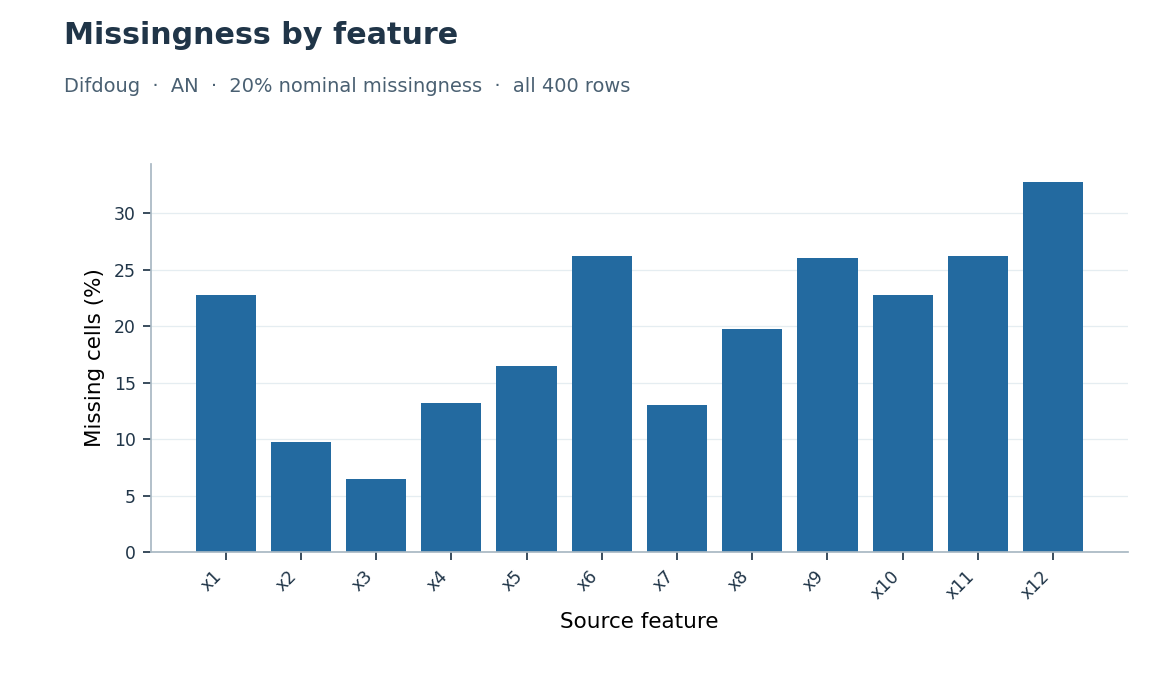 Missingness by feature
Difdoug · AN · 20% nominal missingness · all 400 rows
Missing cells (%)
30
25
20
15
10
5
0
x1 x2 x3 x4 x5 x6 x7 x8 x9 x10 x11 x12
Source feature